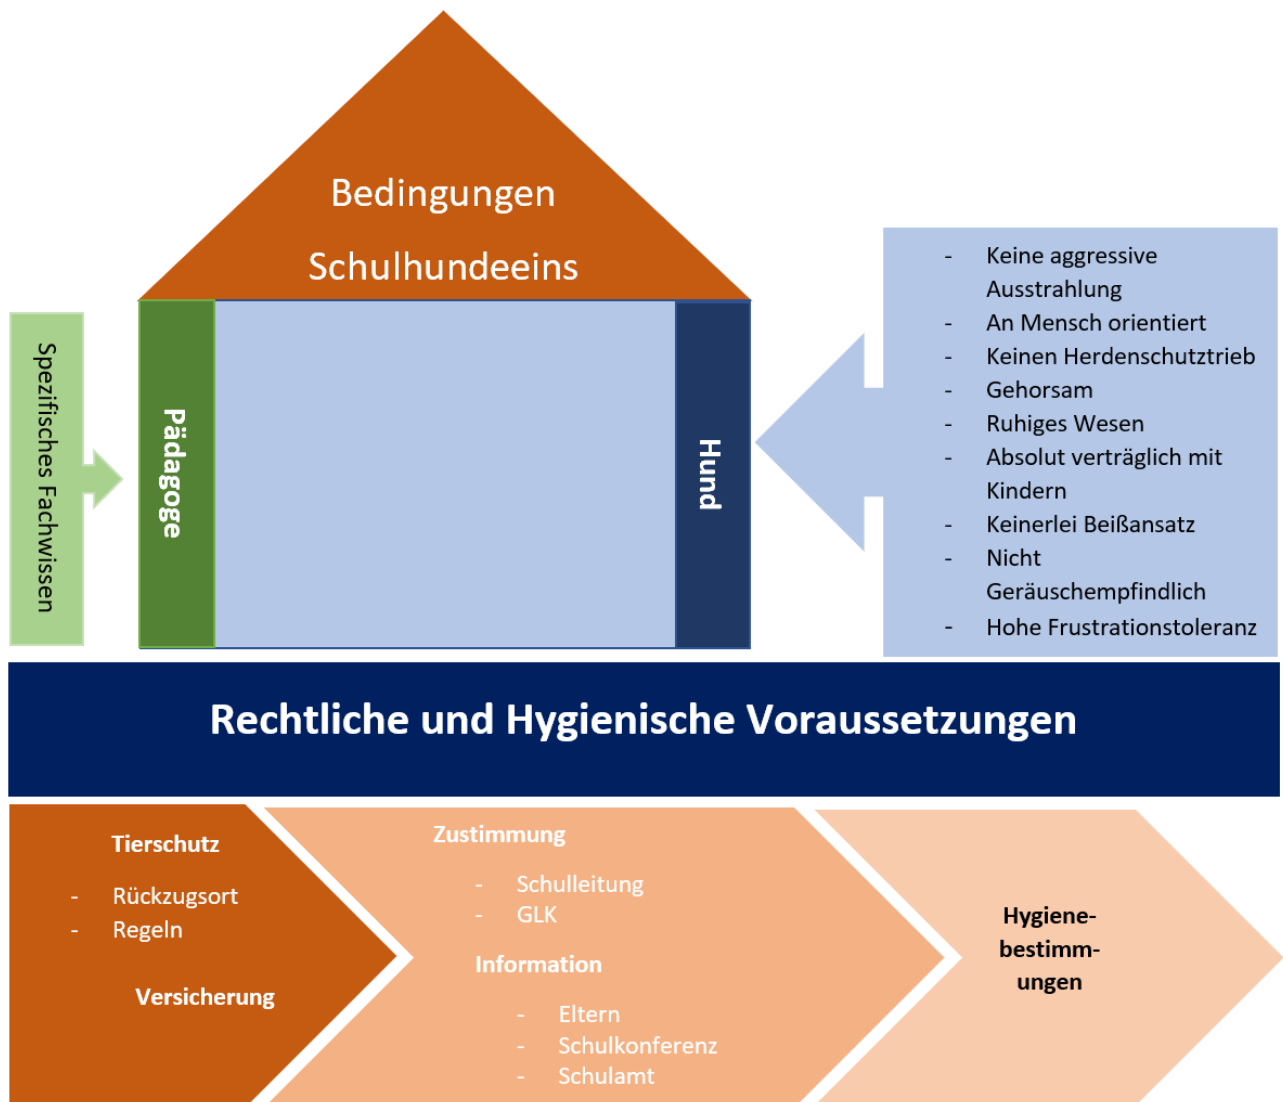 Bedingungen
Schulhundeeins
Spezifisches Fachwissen
Pädagoge
Hund
- Keine aggressive
Ausstrahlung
- An Mensch orientiert
- Keinen Herdenschutztrieb
- Gehorsam
- Ruhiges Wesen
- Absolut verträglich mit
Kindern
- Keinerlei Beißansatz
- Nicht
Geräuschempfindlich
- Hohe Frustrationstoleranz
Rechtliche und Hygienische Voraussetzungen
Tierschutz
- Rückzugsort
- Regeln
Versicherung
Zustimmung
- Schulleitung
- GLK
Information
- Eltern
- Schulkonferenz
- Schulamt
Hygiene-
bestimm-
ungen